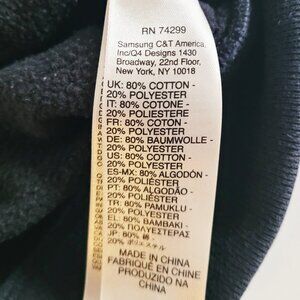 RN 74299
Samsung C&T America,
Inc/Q4 Designs 1430
Broadway, 22nd Floor,
New York, NY 10018
UK: 80% COTTON -
20% POLYESTER
IT: 80% COTONE -
20% POLIESTERE
FR: 80% COTON -
20% POLYESTER
DE: 80% BAUMWOLLE -
20% POLYESTER
US: 80% COTTON -
20% POLYESTER
ES-MX: 80% ALGODÓN -
20% POLIÉSTER
PT: 80% ALGODÃO -
20% POLIÉSTER
TR: 80% PAMUKLU -
20% POLYESTER
EL: 80% BAMBAKI -
20% ΠΟΛΥΕΣΤΕΡΑΣ
JP: 80% 綿
20% ポリエステル
MADE IN CHINA
FABRIQUÉ EN CHINE
PRODUZIDO NA
CHINA